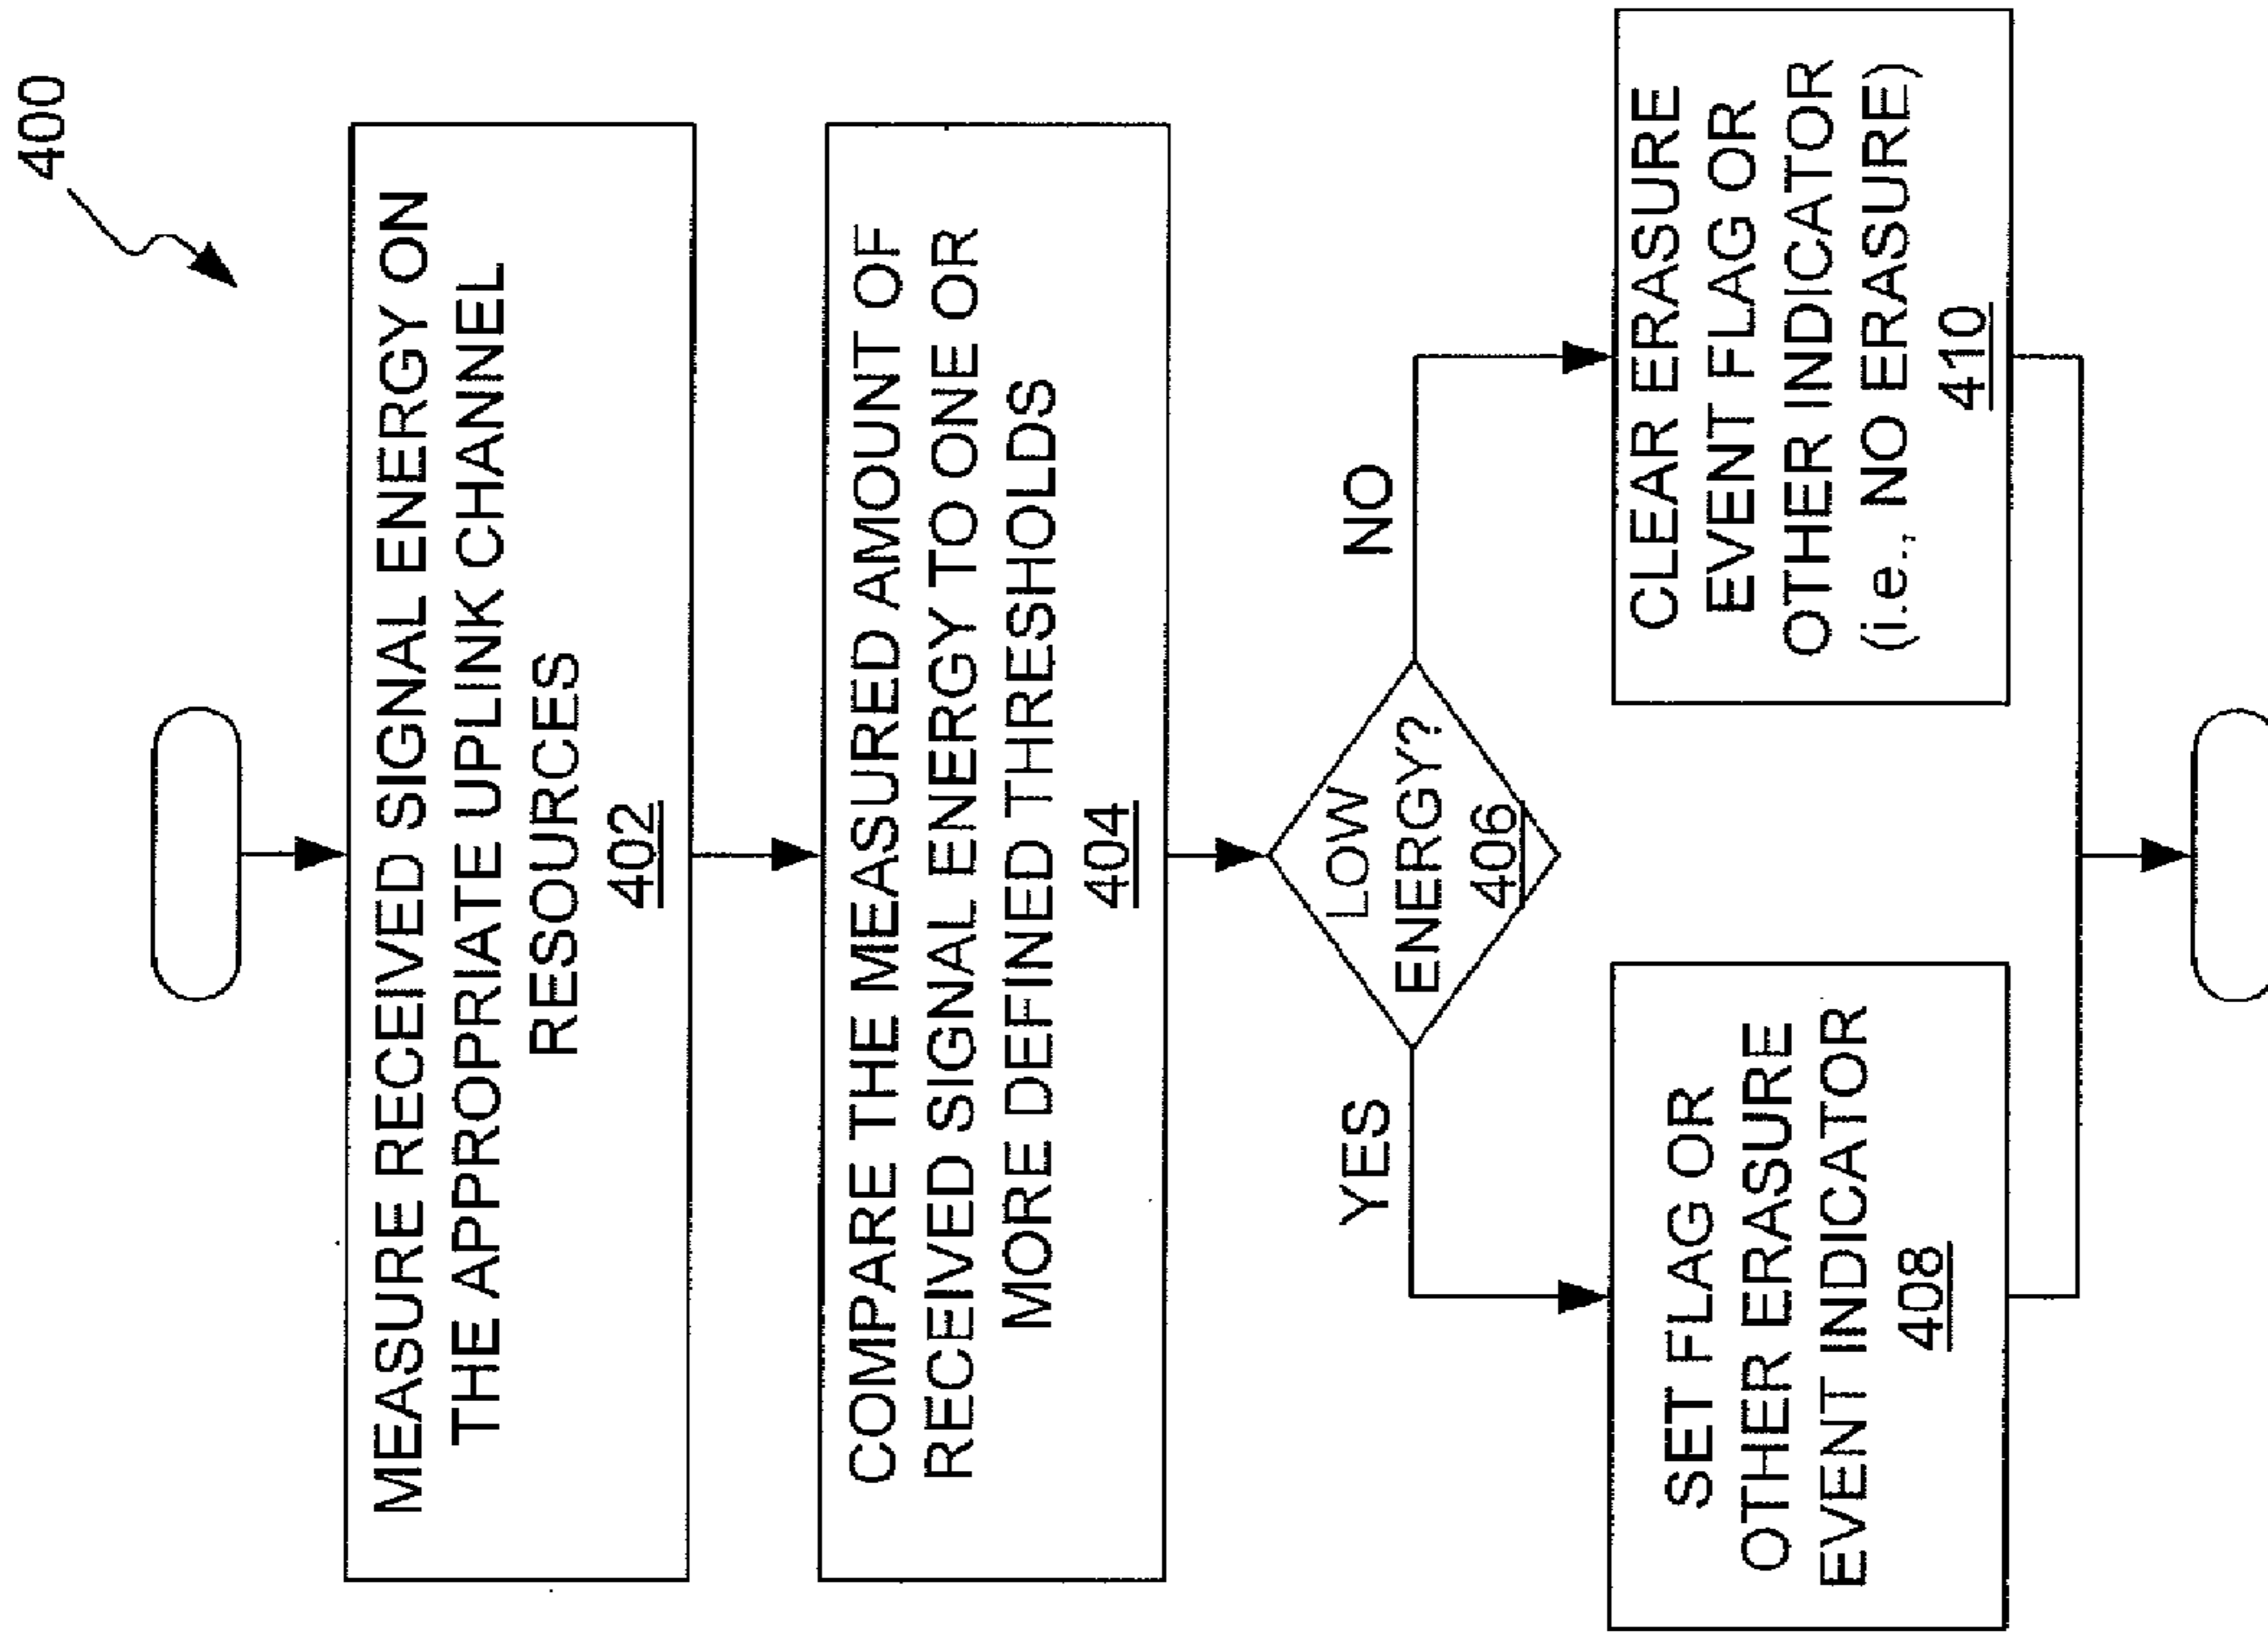 400
MEASURE RECEIVED SIGNAL ENERGY ON
THE APPROPRIATE UPLINK CHANNEL
RESOURCES
402
COMPARE THE MEASURED AMOUNT OF
RECEIVED SIGNAL ENERGY TO ONE OR
MORE DEFINED THRESHOLDS
404
LOW
ENERGY?
406
YES
NO
SET FLAG OR
OTHER ERASURE
EVENT INDICATOR
408
CLEAR ERASURE
EVENT FLAG OR
OTHER INDICATOR
(i.e., NO ERASURE)
410